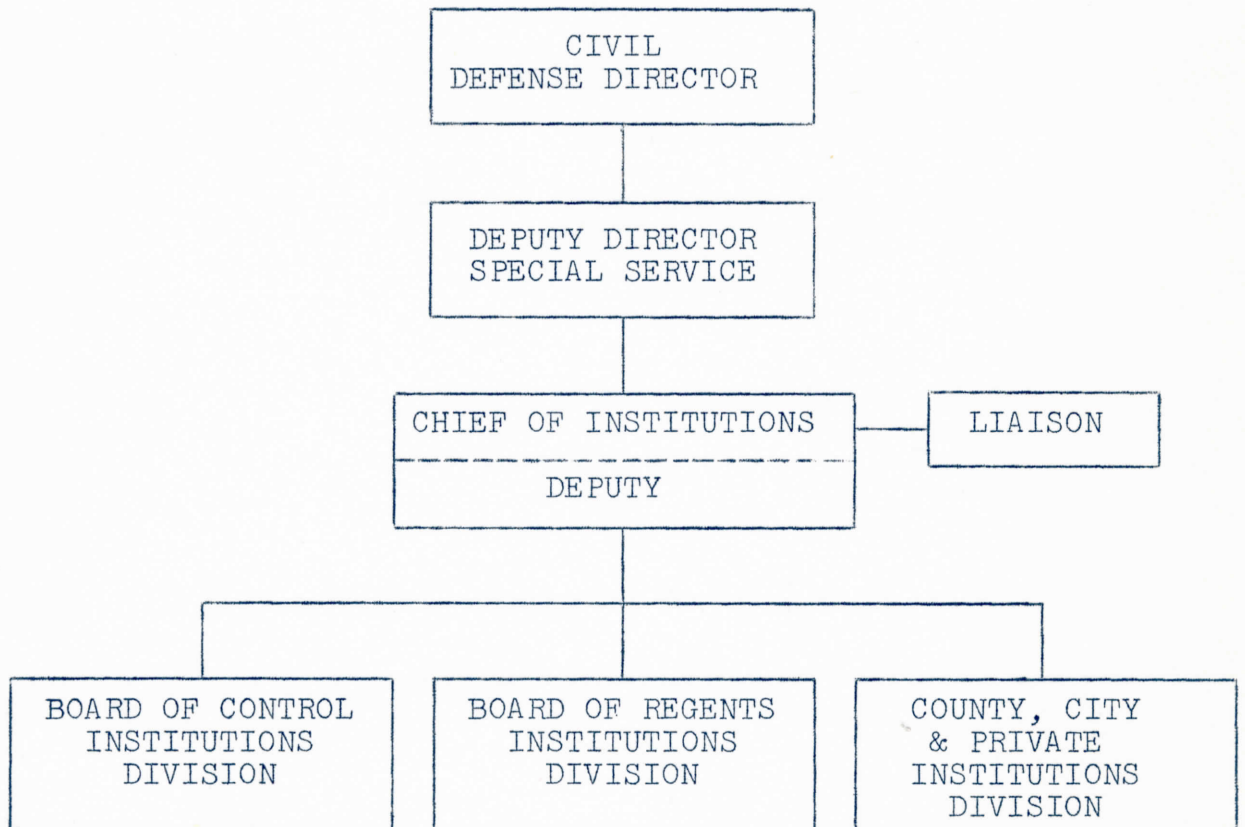 CIVIL
DEFENSE DIRECTOR
DEPUTY DIRECTOR
SPECIAL SERVICE
CHIEF OF INSTITUTIONS
DEPUTY
LIAISON
BOARD OF CONTROL
INSTITUTIONS
DIVISION
BOARD OF REGENTS
INSTITUTIONS
DIVISION
COUNTY, CITY
& PRIVATE
INSTITUTIONS
DIVISION